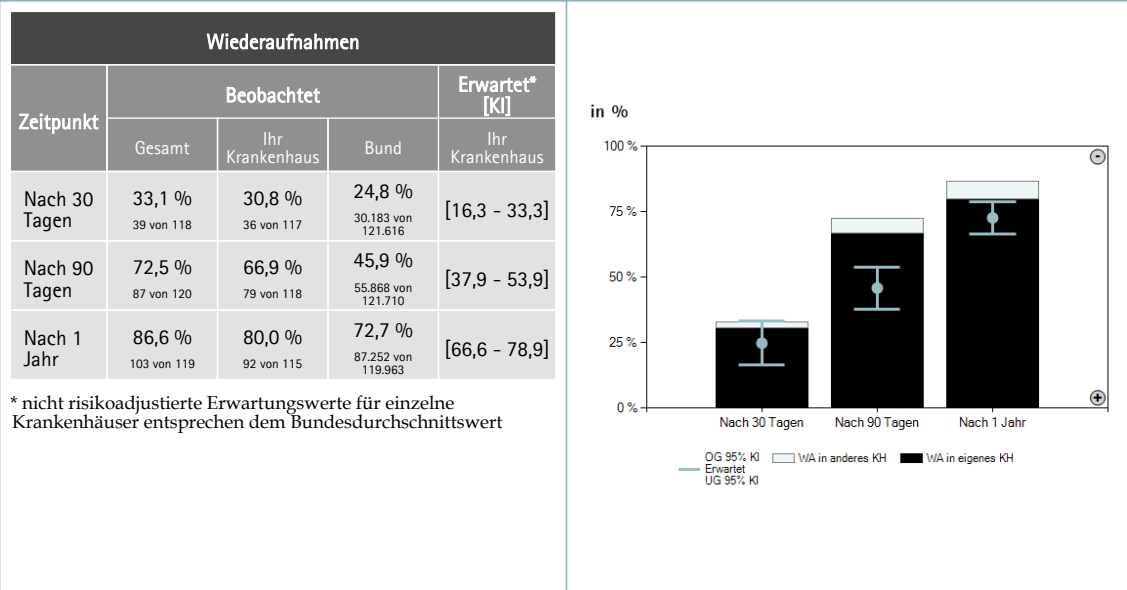 Wiederaufnahmen
Zeitpunkt
Beobachtet
Erwartet*
[KI]
Gesamt
Ihr
Krankenhaus
Bund
Ihr
Krankenhaus
Nach 30
Tagen
33,1 %
39 von 118
30,8 %
36 von 117
24,8 %
30.183 von
121.616
[16,3 - 33,3]
Nach 90
Tagen
72,5 %
87 von 120
66,9 %
79 von 118
45,9 %
55.868 von
121.710
[37,9 - 53,9]
Nach 1
Jahr
86,6 %
103 von 119
80,0 %
92 von 115
72,7 %
87.252 von
119.963
[66,6 - 78,9]
* nicht risikoadjustierte Erwartungswerte für einzelne
Krankenhäuser entsprechen dem Bundesdurchschnittswert
in %
100 %
75 %
50 %
25 %
0 %
Nach 30 Tagen
Nach 90 Tagen
Nach 1 Jahr
OG 95% KI
Erwartet
UG 95% KI
WA in anderes KH
WA in eigenes KH